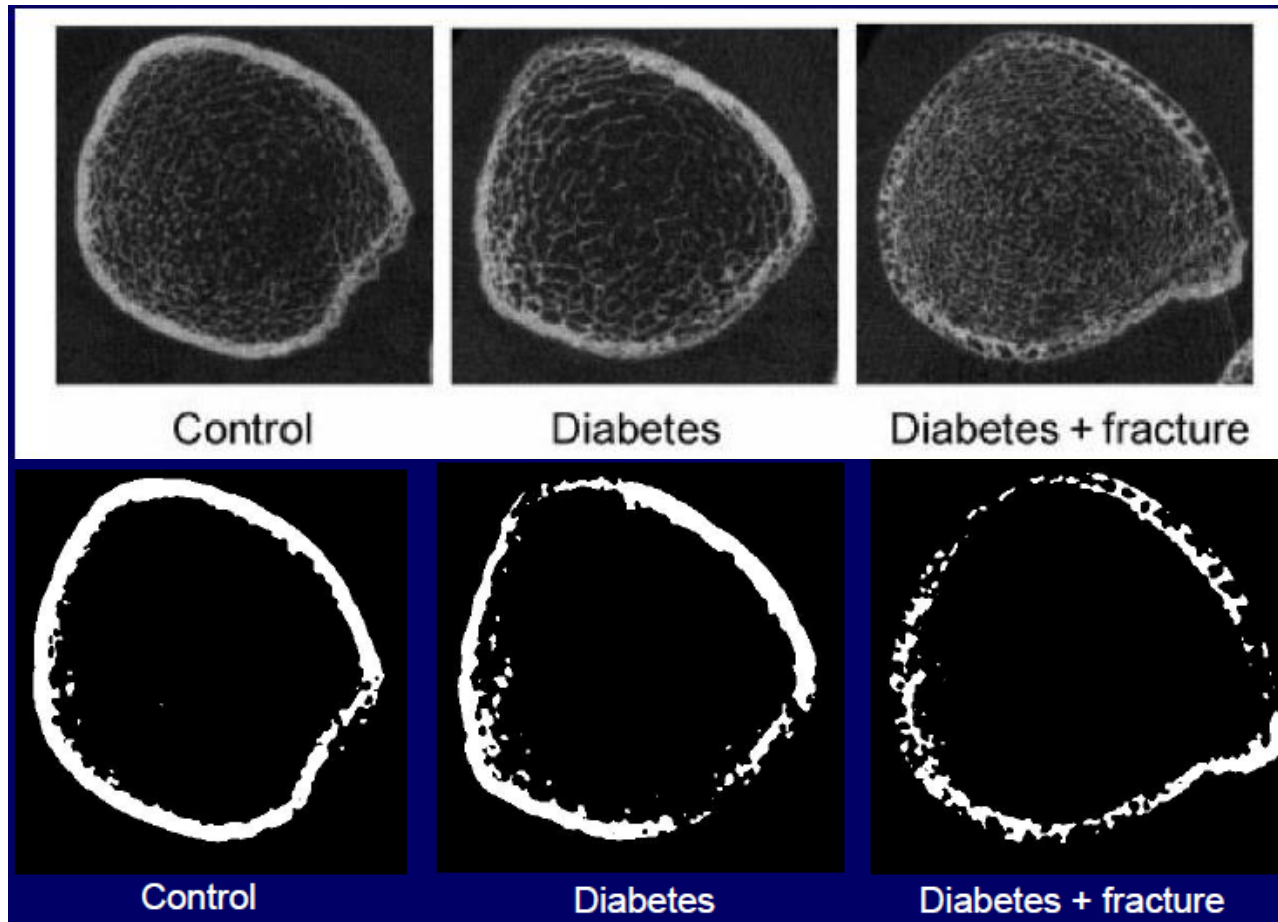 Control
Diabetes
Diabetes + fracture
Control
Diabetes
Diabetes + fracture